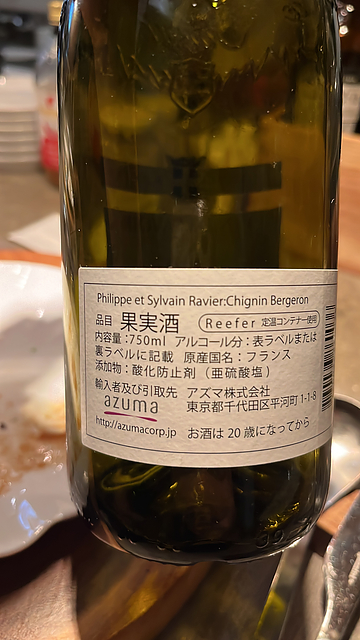 Philippe et Sylvain Ravier:Chignin Bergeron
品目 果実酒 Reefer 定温コンテナー使用
内容量:750ml アルコール分:表ラベルまたは
裏ラベルに記載 原産国名:フランス
添加物:酸化防止剤(亜硫酸塩)
輸入者及び引取先 アズマ株式会社
azuma 東京都千代田区平河町1-1-8
http://azumacorp.jp お酒は20歳になってから